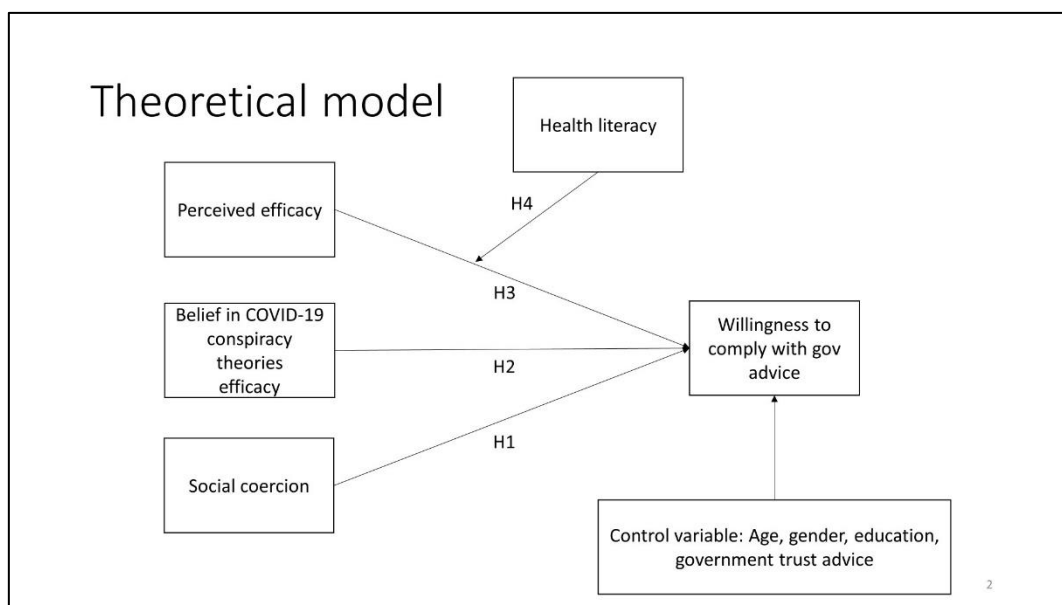 Theoretical model
Health literacy
Perceived efficacy
H4
H3
Belief in COVID-19
conspiracy
theories
efficacy
H2
Willingness to
comply with gov
advice
H1
Social coercion
Control variable: Age, gender, education,
government trust advice
2